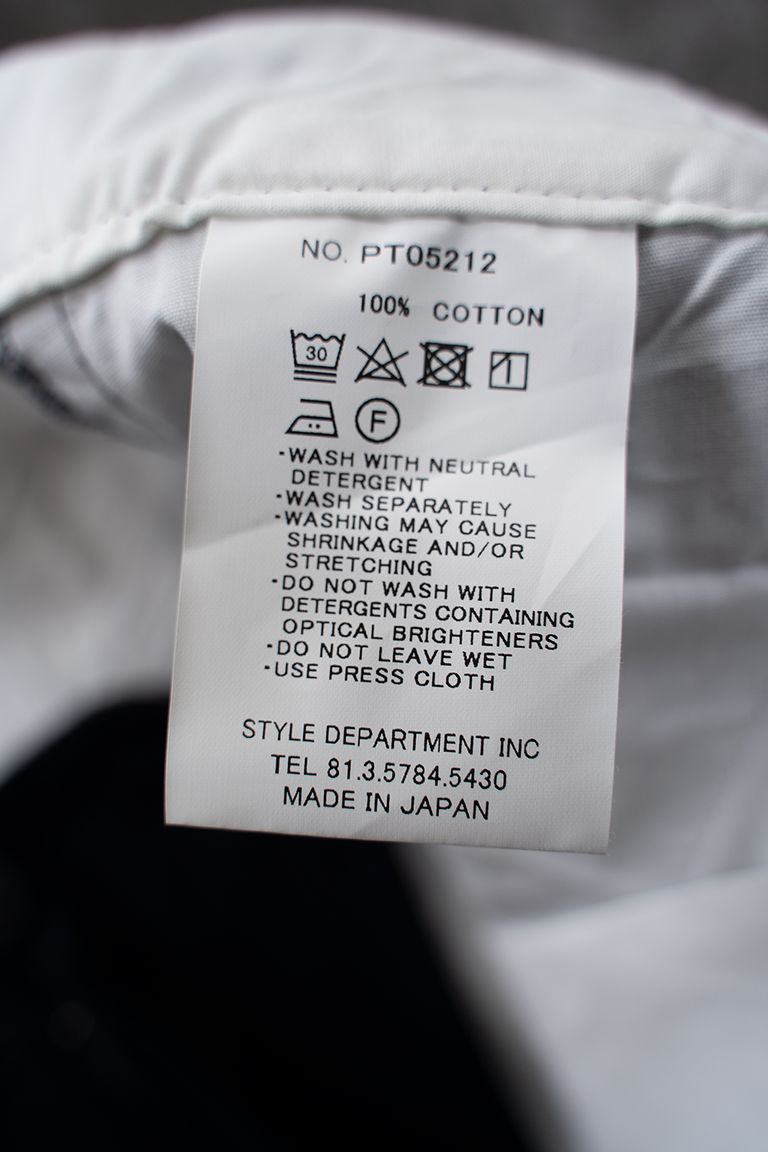 NO. PT05212
100% COTTON
30
F
·WASH WITH NEUTRAL
DETERGENT
·WASH SEPARATELY
·WASHING MAY CAUSE
SHRINKAGE AND/OR
STRETCHING
·DO NOT WASH WITH
DETERGENTS CONTAINING
OPTICAL BRIGHTENERS
·DO NOT LEAVE WET
·USE PRESS CLOTH
STYLE DEPARTMENT INC
TEL 81.3.5784.5430
MADE IN JAPAN